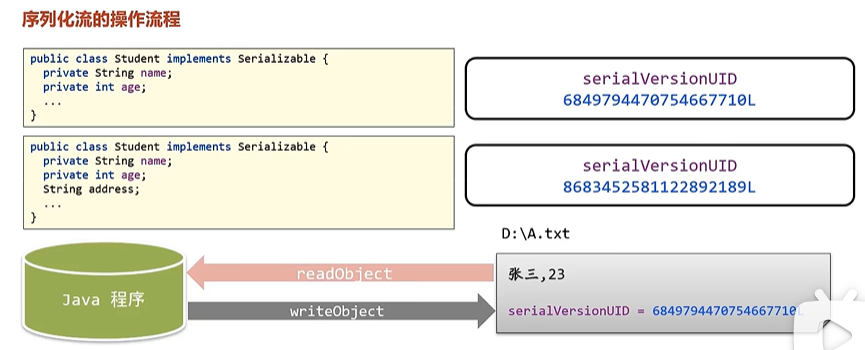 序列化流的操作流程
public class Student implements Serializable {
private String name;
private int age;
...
}
serialVersionUID
6849794470754667710L
public class Student implements Serializable {
private String name;
private int age;
String address;
...
}
serialVersionUID
8683452581122892189L
D:\A.txt
Java 程序
readObject
writeObject
张三,23
serialVersionUID = 6849794470754667710L